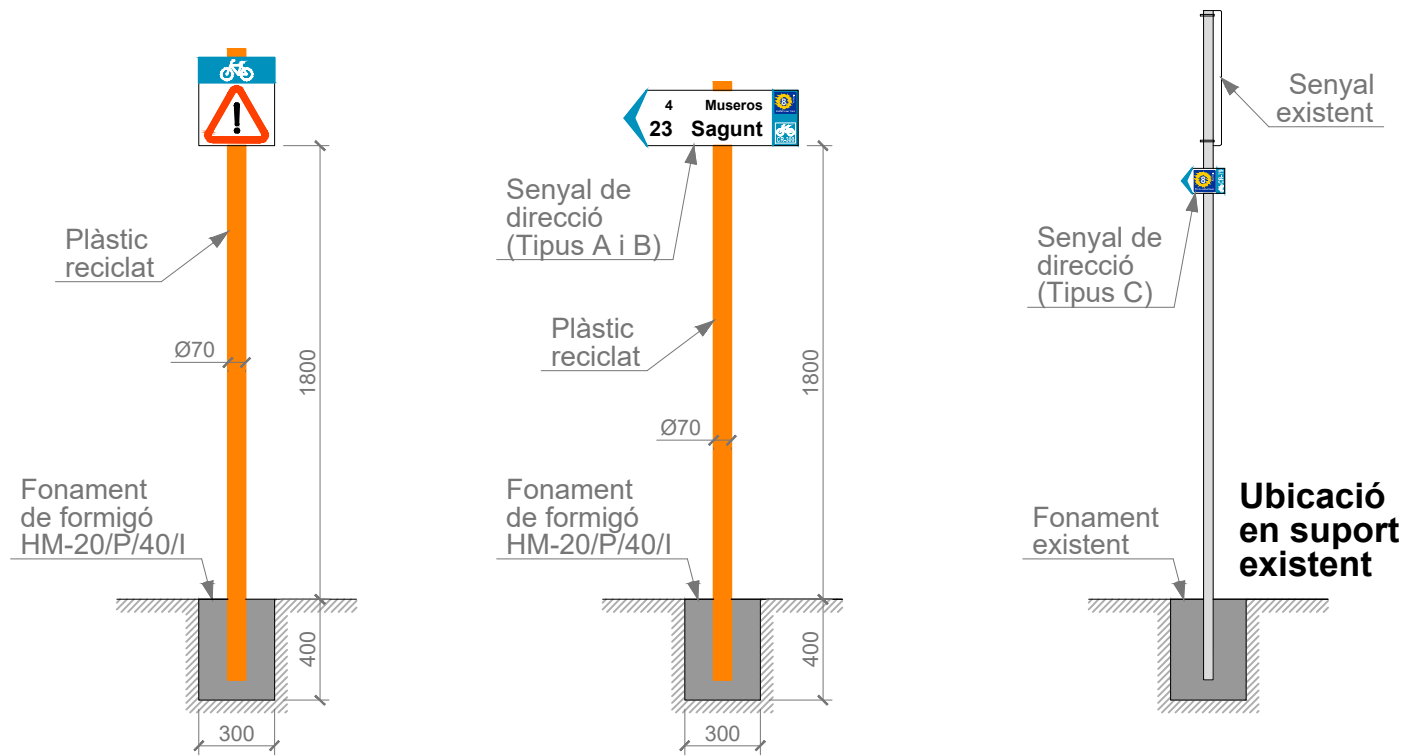 !
Plàstic
reciclat
Ø70
1800
Fonament
de formigó
HM-20/P/40/I
400
300
4 Museros
23 Sagunt
Senyal de
direcció
(Tipus A i B)
Plàstic
reciclat
Ø70
1800
Fonament
de formigó
HM-20/P/40/I
400
300
Senyal
existent
Senyal de
direcció
(Tipus C)
Fonament
existent
Ubicació
en suport
existent